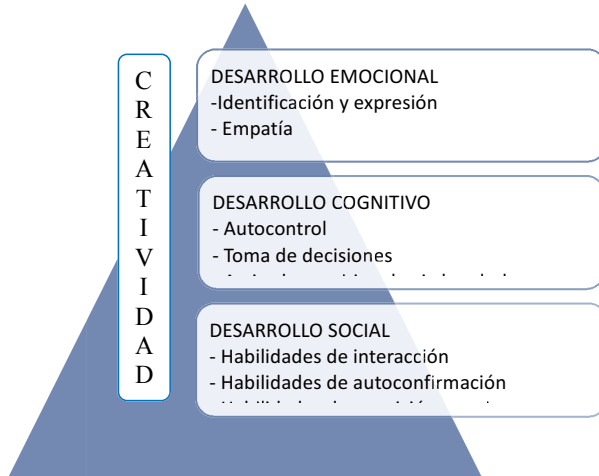 CREATIVIDAD
DESARROLLO EMOCIONAL
-Identificación y expresión
- Empatía
DESARROLLO COGNITIVO
- Autocontrol
- Toma de decisiones
DESARROLLO SOCIAL
- Habilidades de interacción
- Habilidades de autoconfirmación